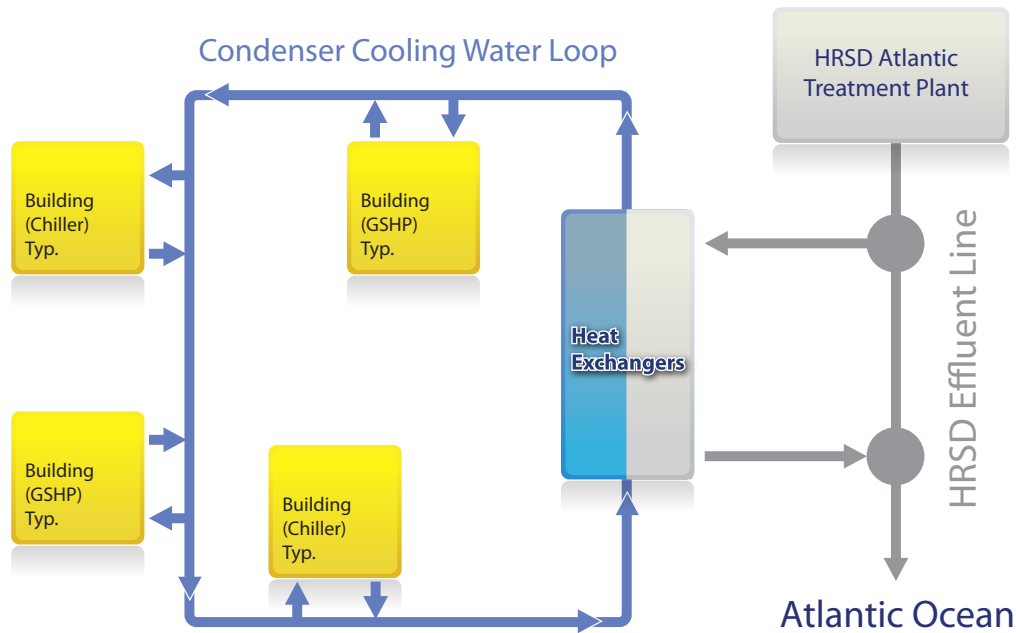 Condenser Cooling Water Loop
HRSD Atlantic
Treatment Plant
Building
(Chiller)
Typ.
Building
(GSHP)
Typ.
Heat
Exchangers
HRSD Effluent Line
Building
(GSHP)
Typ.
Building
(Chiller)
Typ.
Atlantic Ocean